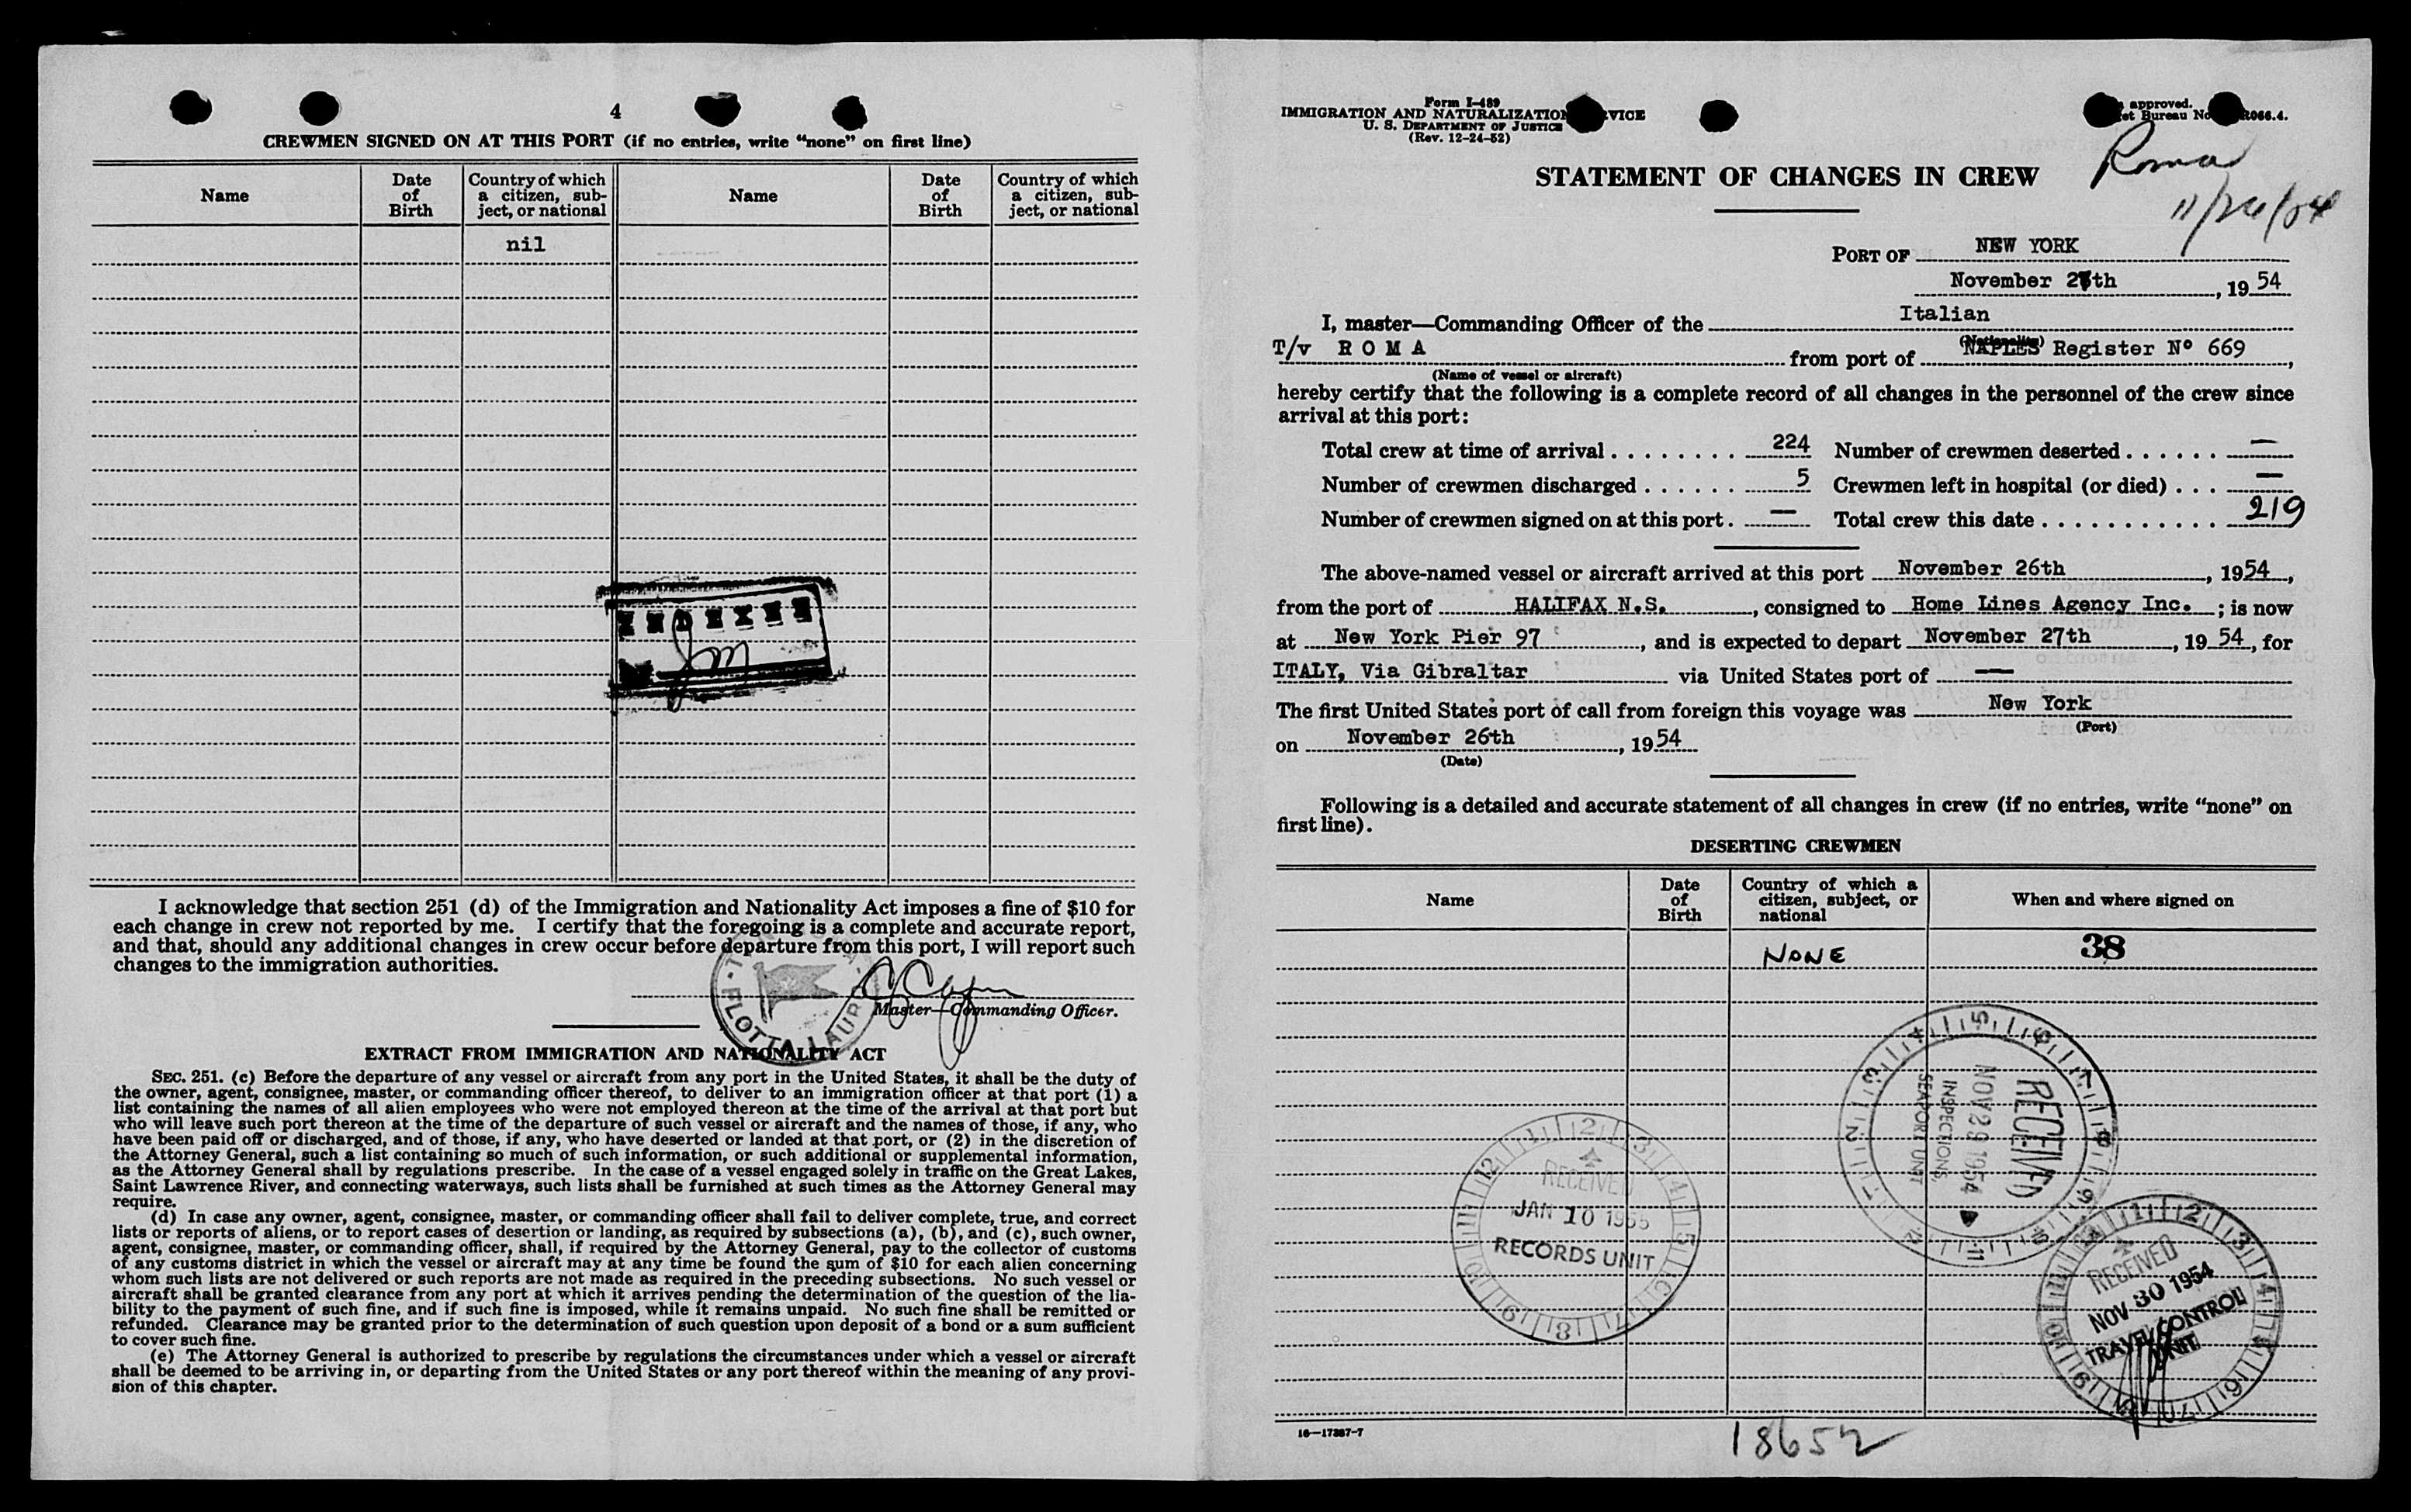 4
CREWMEN SIGNED ON AT THIS PORT (if no entries, write “none” on first line)
Name
Date of Birth
Country of which a citizen, sub-ject, or national
Name
Date of Birth
Country of which a citizen, sub-ject, or national
nil
I acknowledge that section 251 (d) of the Immigration and Nationality Act imposes a fine of $10 for
each change in crew not reported by me. I certify that the foregoing is a complete and accurate report,
and that, should any additional changes in crew occur before departure from this port, I will report such
changes to the immigration authorities.
FLOTTA LAURO
Master—Commanding Officer.
EXTRACT FROM IMMIGRATION AND NATIONALITY ACT
SEC. 251. (c) Before the departure of any vessel or aircraft from any port in the United States, it shall be the duty of
the owner, agent, consignee, master, or commanding officer thereof, to deliver to an immigration officer at that port (1) a
list containing the names of all alien employees who were not employed thereon at the time of the arrival at that port but
who will leave such port thereon at the time of the departure of such vessel or aircraft and the names of those, if any, who
have been paid off or discharged, and of those, if any, who have deserted or landed at that port, or (2) in the discretion of
the Attorney General, such a list containing so much of such information, or such additional or supplemental information,
as the Attorney General shall by regulations prescribe. In the case of a vessel engaged solely in traffic on the Great Lakes,
Saint Lawrence River, and connecting waterways, such lists shall be furnished at such times as the Attorney General may
require.
(d) In case any owner, agent, consignee, master, or commanding officer shall fail to deliver complete, true, and correct
lists or reports of aliens, or to report cases of desertion or landing, as required by subsections (a), (b), and (c), such owner,
agent, consignee, master, or commanding officer, shall, if required by the Attorney General, pay to the collector of customs
of any customs district in which the vessel or aircraft may at any time be found the sum of $10 for each alien concerning
whom such lists are not delivered or such reports are not made as required in the preceding subsections. No such vessel or
aircraft shall be granted clearance from any port at which it arrives pending the determination of the question of the lia-
bility to the payment of such fine, and if such fine is imposed, while it remains unpaid. No such fine shall be remitted or
refunded. Clearance may be granted prior to the determination of such question upon deposit of a bond or a sum sufficient
to cover such fine.
(e) The Attorney General is authorized to prescribe by regulations the circumstances under which a vessel or aircraft
shall be deemed to be arriving in, or departing from the United States or any port thereof within the meaning of any provi-
sion of this chapter.
Form I-489
IMMIGRATION AND NATURALIZATION VICE
U. S. DEPARTMENT OF JUSTICE
(Rev. 12-24-52)
approved.
et Bureau No R066.4.
Roma
STATEMENT OF CHANGES IN CREW
PORT OF NEW YORK
November 2 th, 19 54
I, master—Commanding Officer of the Italian
(Nationality)
T/v R O M A from port of NAPLES Register Nº 669,
(Name of vessel or aircraft)
hereby certify that the following is a complete record of all changes in the personnel of the crew since
arrival at this port:
Total crew at time of arrival 224 Number of crewmen deserted —
Number of crewmen discharged 5 Crewmen left in hospital (or died) —
Number of crewmen signed on at this port. — Total crew this date 219
The above-named vessel or aircraft arrived at this port November 26th, 1954,
from the port of HALIFAX N.S., consigned to Home Lines Agency Inc.; is now
at New York Pier 97, and is expected to depart November 27th, 19 54, for
ITALY, Via Gibraltar via United States port of —
The first United States port of call from foreign this voyage was New York
(Port)
on November 26th, 1954
(Date)
Following is a detailed and accurate statement of all changes in crew (if no entries, write “none” on
first line).
DESERTING CREWMEN
Name
Date of Birth
Country of which a citizen, subject, or national
When and where signed on
NONE
38
RECEIVED
NOV 29 1954
INSPECTIONS,
SEAPORT UNIT
RECEIVED
JAN 10 1955
RECORDS UNIT
RECEIVED
NOV 30 1954
TRAVEL CONTROL
UNIT
16—17387-7
18652